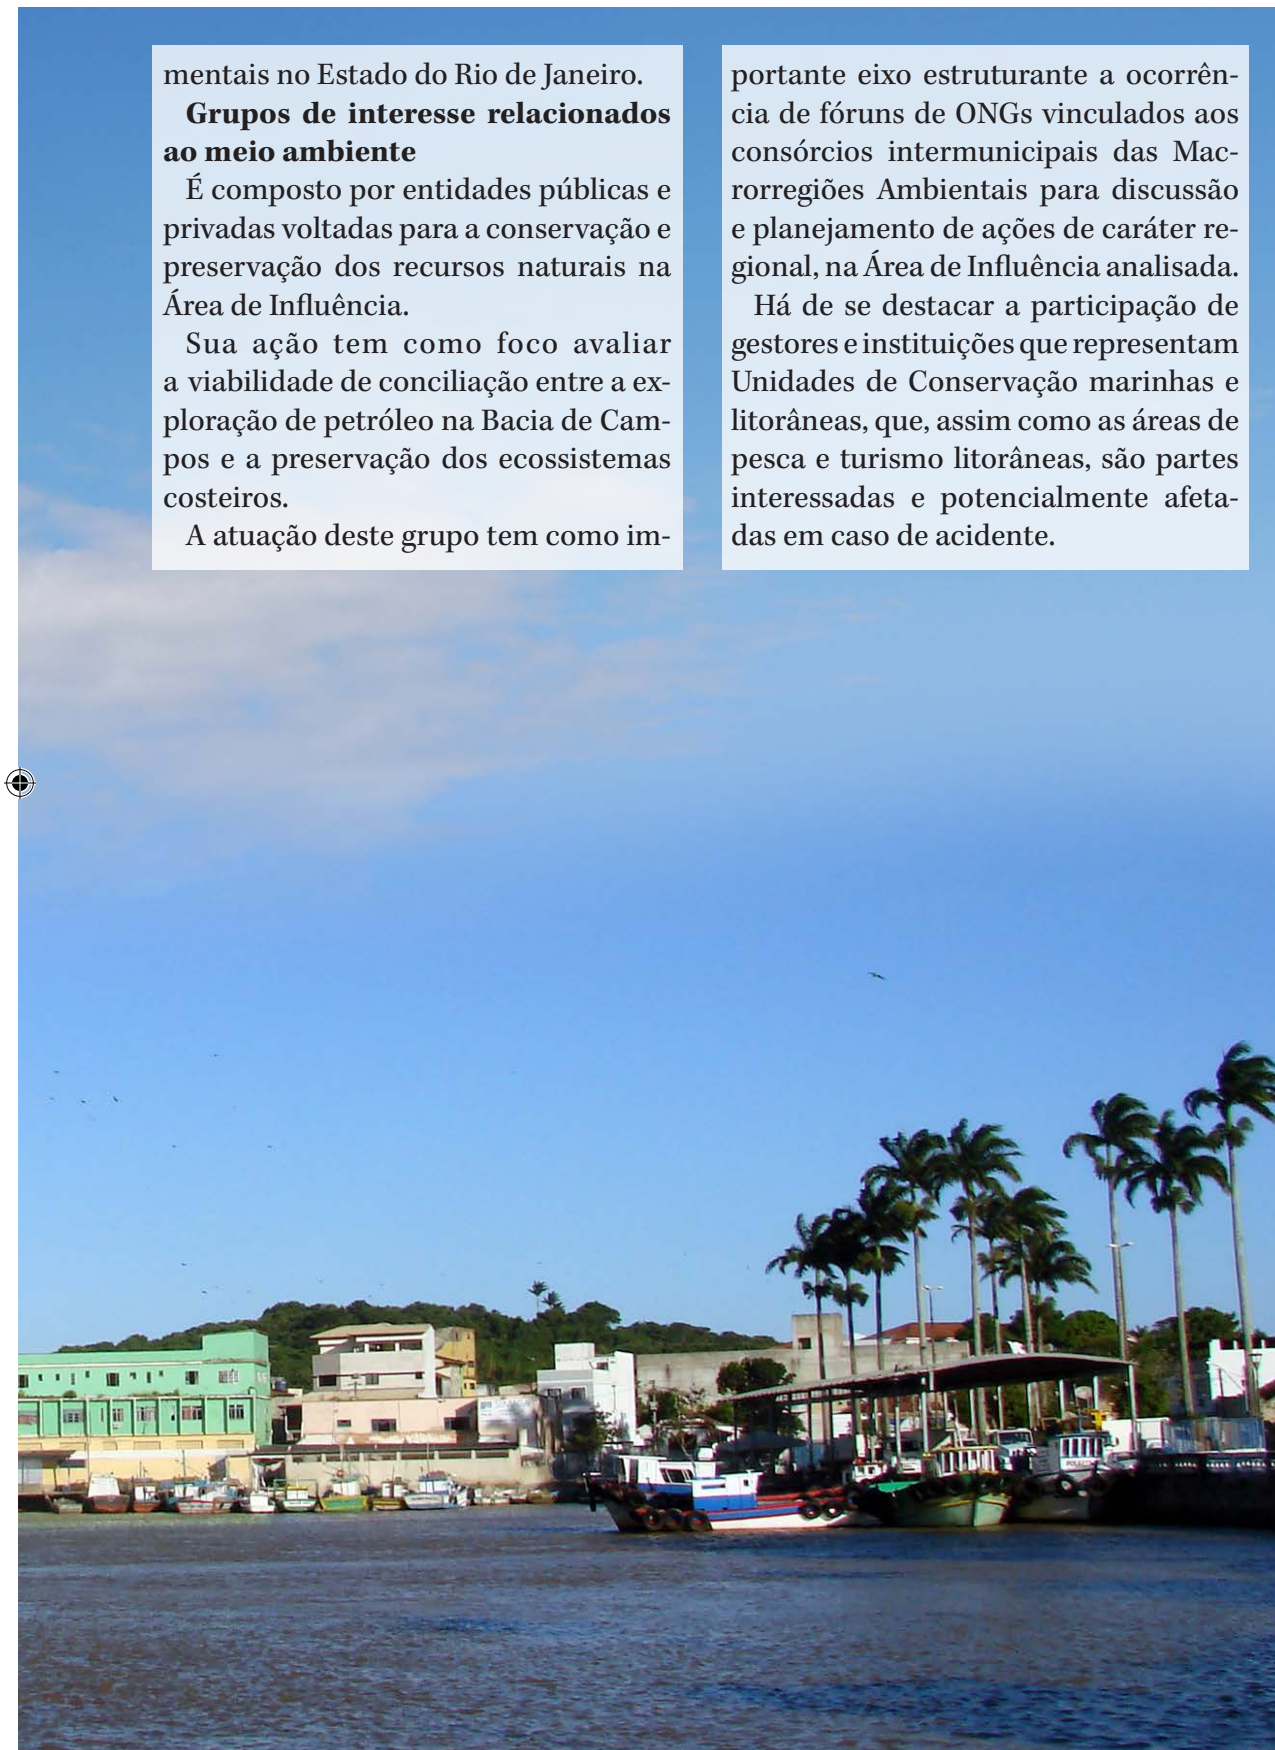 mentais no Estado do Rio de Janeiro.
Grupos de interesse relacionados
ao meio ambiente
É composto por entidades públicas e
privadas voltadas para a conservação e
preservação dos recursos naturais na
Área de Influência.
Sua ação tem como foco avaliar
a viabilidade de conciliação entre a ex-
ploração de petróleo na Bacia de Cam-
pos e a preservação dos ecossistemas
costeiros.
A atuação deste grupo tem como im-
portante eixo estruturante a ocorrên-
cia de fóruns de ONGs vinculados aos
consórcios intermunicipais das Mac-
rorregiões Ambientais para discussão
e planejamento de ações de caráter re-
gional, na Área de Influência analisada.
Há de se destacar a participação de
gestores e instituições que representam
Unidades de Conservação marinhas e
litorâneas, que, assim como as áreas de
pesca e turismo litorâneas, são partes
interessadas e potencialmente afeta-
das em caso de acidente.